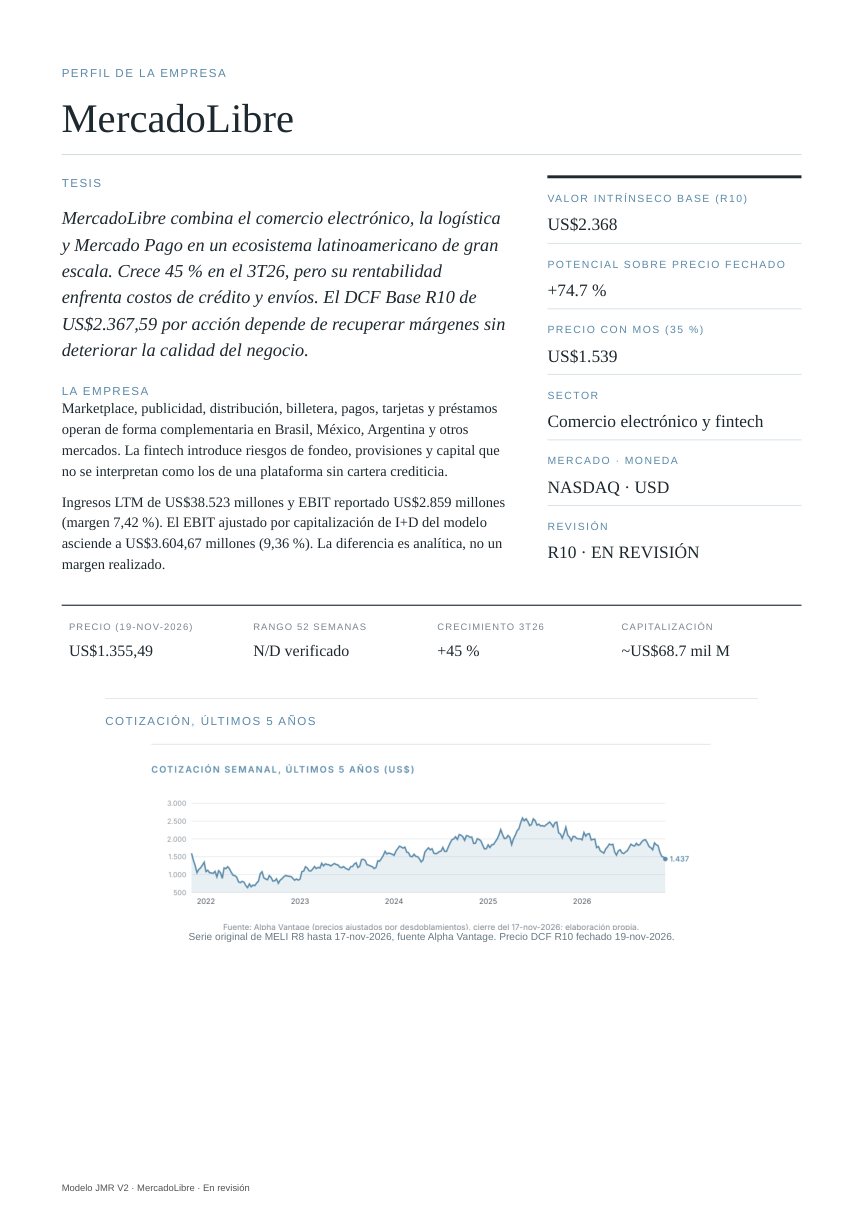 PERFIL DE LA EMPRESA
MercadoLibre
TESIS
MercadoLibre combina el comercio electrónico, la logística
y Mercado Pago en un ecosistema latinoamericano de gran
escala. Crece 45 % en el 3T26, pero su rentabilidad
enfrenta costos de crédito y envíos. El DCF Base R10 de
US$2.367,59 por acción depende de recuperar márgenes sin
deteriorar la calidad del negocio.
LA EMPRESA
Marketplace, publicidad, distribución, billetera, pagos, tarjetas y préstamos
operan de forma complementaria en Brasil, México, Argentina y otros
mercados. La fintech introduce riesgos de fondeo, provisiones y capital que
no se interpretan como los de una plataforma sin cartera crediticia.
Ingresos LTM de US$38.523 millones y EBIT reportado US$2.859 millones
(margen 7,42 %). El EBIT ajustado por capitalización de I+D del modelo
asciende a US$3.604,67 millones (9,36 %). La diferencia es analítica, no un
margen realizado.
VALOR INTRÍNSECO BASE (R10)
US$2.368
POTENCIAL SOBRE PRECIO FECHADO
+74.7 %
PRECIO CON MOS (35 %)
US$1.539
SECTOR
Comercio electrónico y fintech
MERCADO · MONEDA
NASDAQ · USD
REVISIÓN
R10 · EN REVISIÓN
PRECIO (19-NOV-2026)
US$1.355,49
RANGO 52 SEMANAS
N/D verificado
CRECIMIENTO 3T26
+45 %
CAPITALIZACIÓN
~US$68.7 mil M
COTIZACIÓN, ÚLTIMOS 5 AÑOS
COTIZACIÓN SEMANAL, ÚLTIMOS 5 AÑOS (US$)
3.000
2.500
2.000
1.500
1.000
500
1.437
2022 2023 2024 2025 2026
Fuente: Alpha Vantage (precios ajustados por desdoblamientos), cierre del 17-nov-2026; elaboración propia.
Serie original de MELI R8 hasta 17-nov-2026, fuente Alpha Vantage. Precio DCF R10 fechado 19-nov-2026.
Modelo JMR V2 · MercadoLibre · En revisión